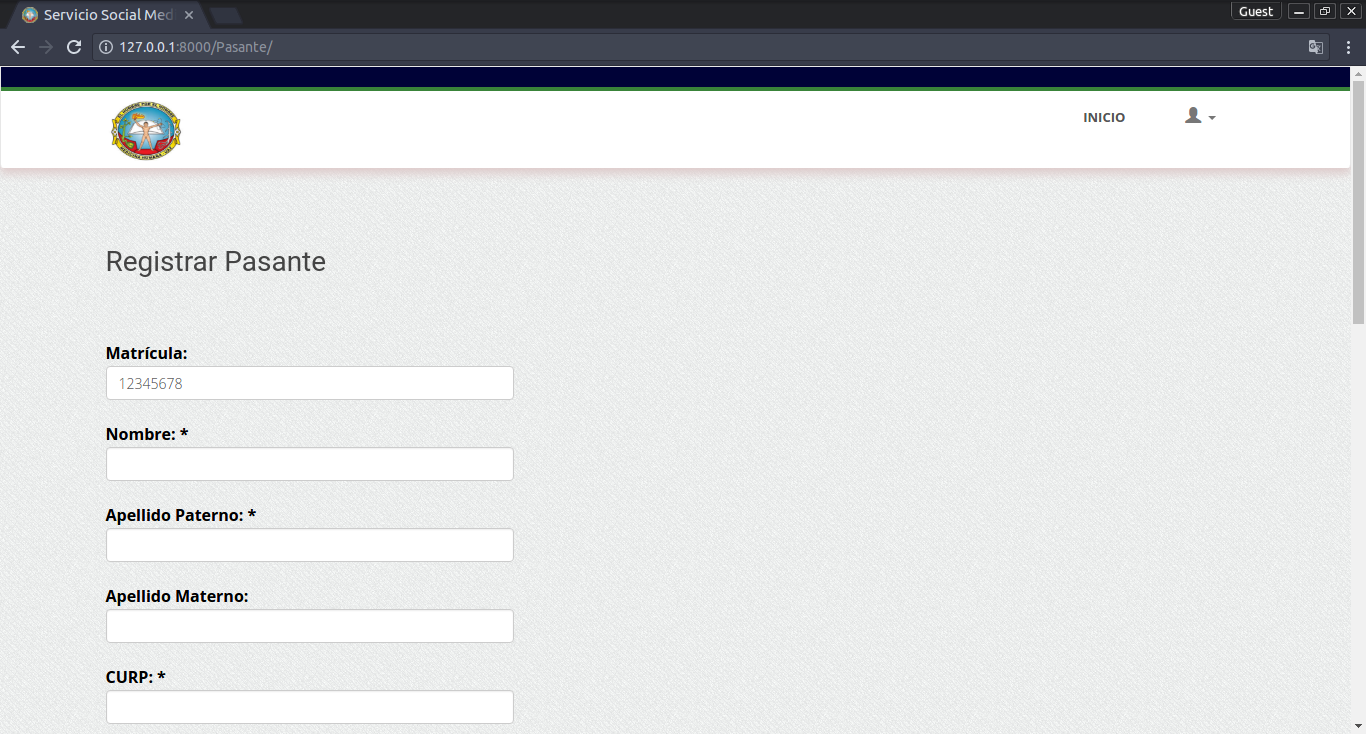 Servicio Social Med
Guest
127.0.0.1:8000/Pasante/
INICIO
Registrar Pasante
Matrícula:
12345678
Nombre: *
Apellido Paterno: *
Apellido Materno:
CURP: *